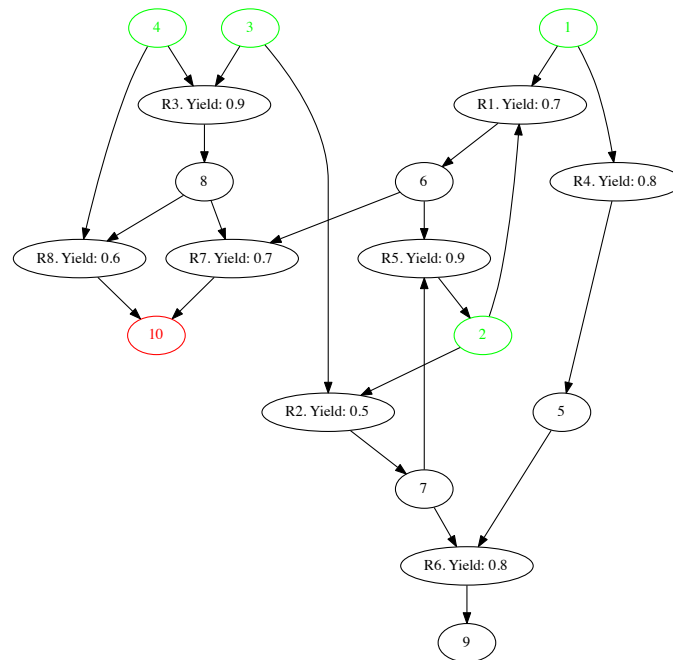 4
3
1
R3. Yield: 0.9
R1. Yield: 0.7
8
6
R4. Yield: 0.8
R8. Yield: 0.6
R7. Yield: 0.7
R5. Yield: 0.9
10
2
R2. Yield: 0.5
5
7
R6. Yield: 0.8
9